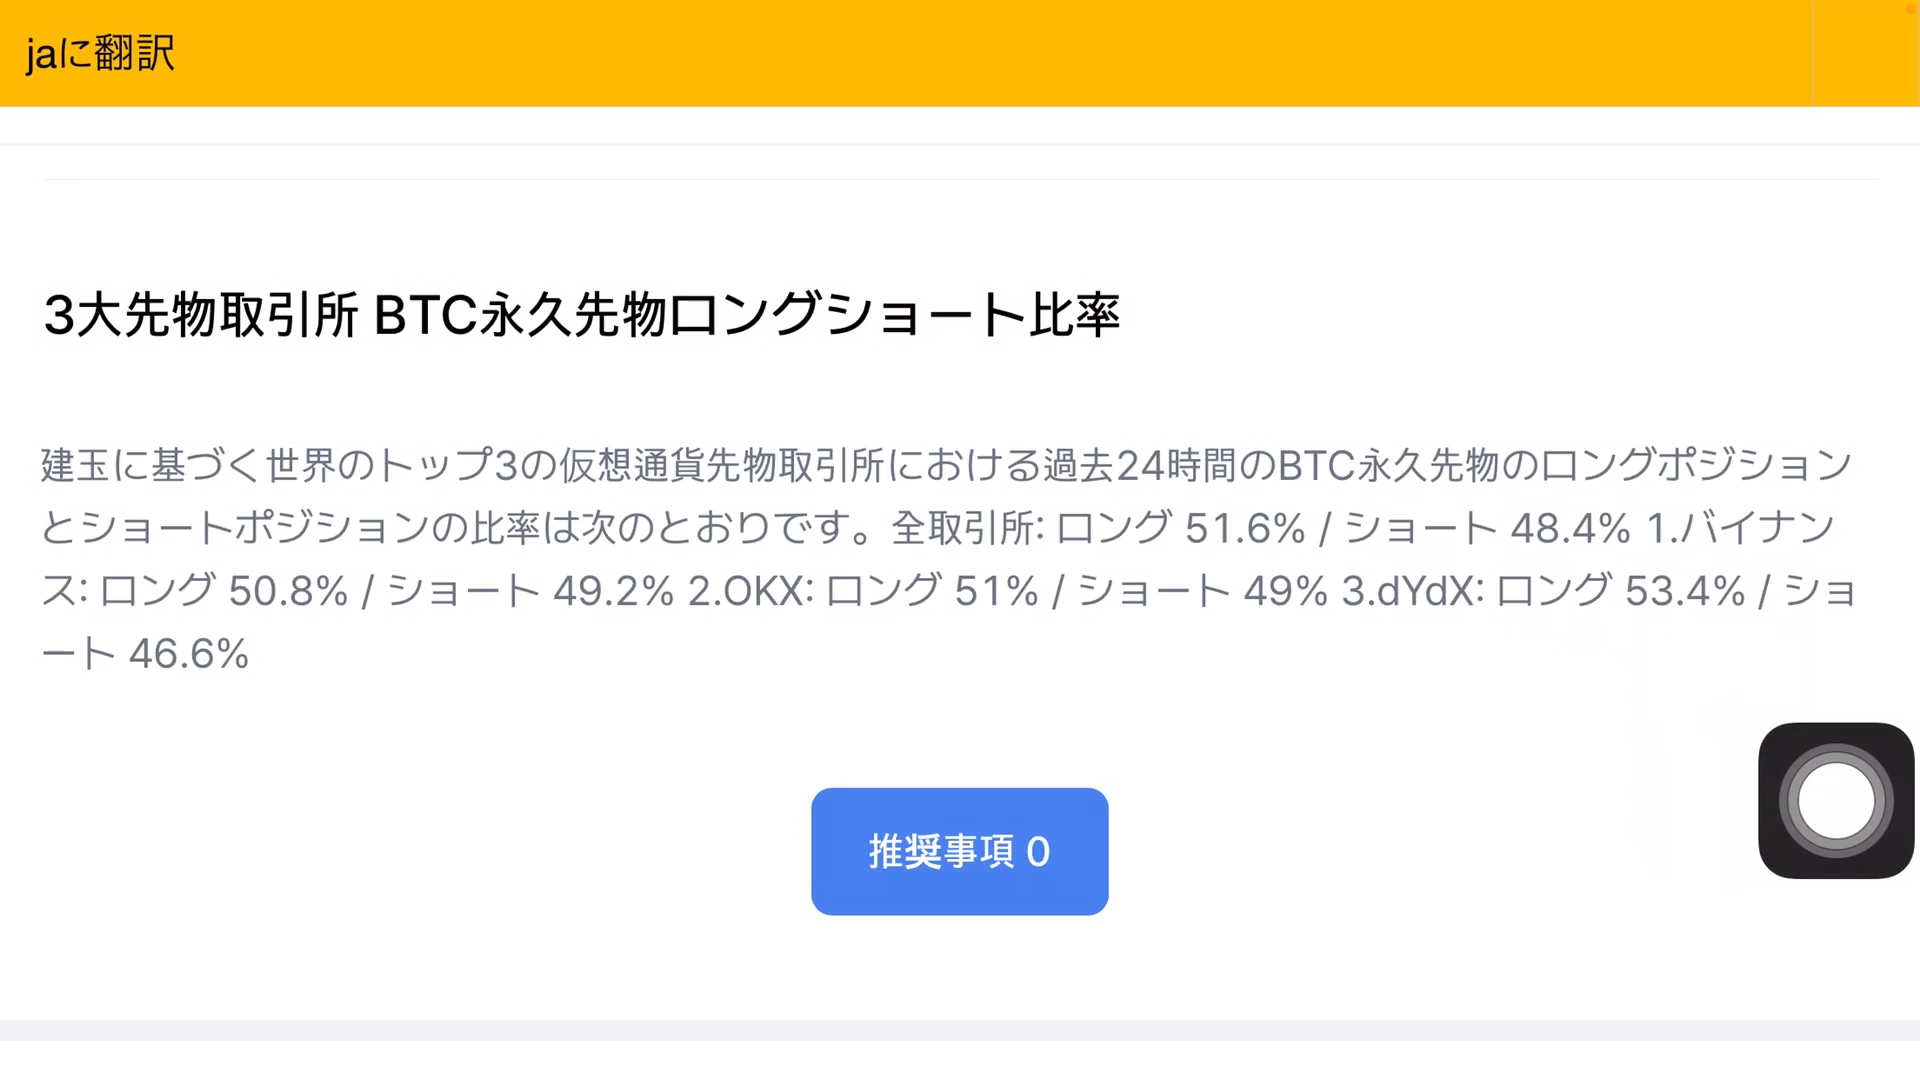 jaに翻訳
3大先物取引所 BTC永久先物ロングショート比率
建玉に基づく世界のトップ3の仮想通貨先物取引所における過去24時間のBTC永久先物のロングポジション
とショートポジションの比率は次のとおりです。全取引所: ロング 51.6% / ショート 48.4% 1.バイナン
ス: ロング 50.8% / ショート 49.2% 2.OKX: ロング 51% / ショート 49% 3.dYdX: ロング 53.4% / ショ
ート 46.6%
推奨事項 0